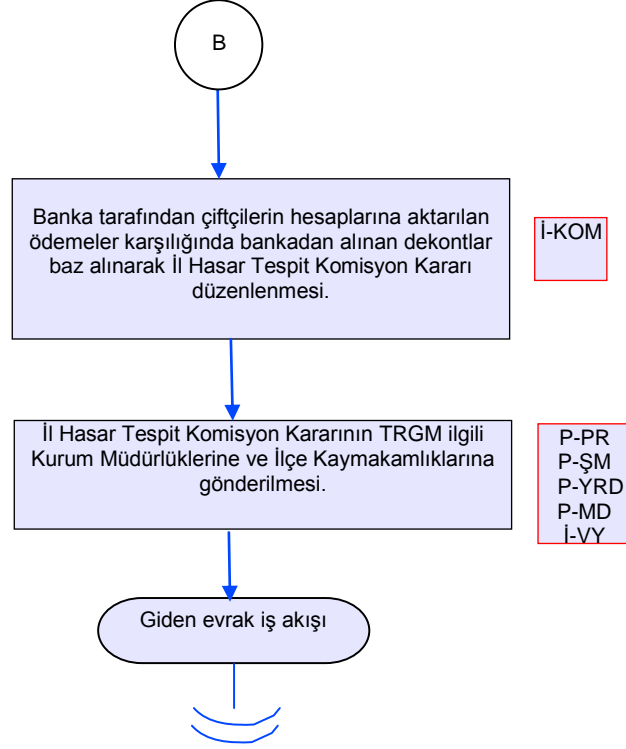 B
Banka tarafından çiftçilerin hesaplarına aktarılan
ödemeler karşılığında bankadan alınan dekontlar
baz alınarak İl Hasar Tespit Komisyon Kararı
düzenlenmesi.
İ-KOM
İl Hasar Tespit Komisyon Kararının TRGM ilgili
Kurum Müdürlüklerine ve İlçe Kaymakamlıklarına
gönderilmesi.
P-PR
P-ŞM
P-YRD
P-MD
İ-VY
Giden evrak iş akışı